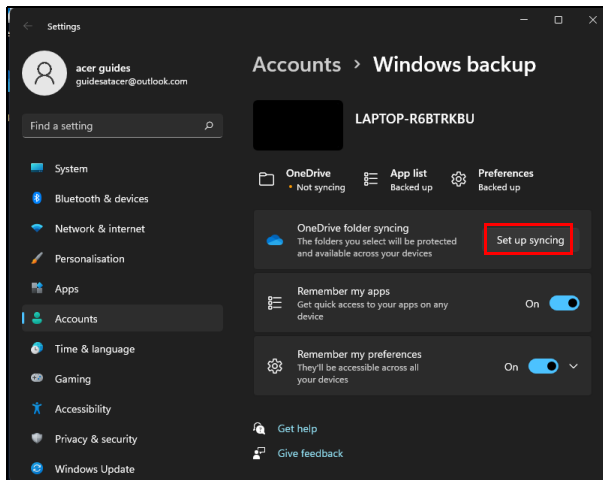 Settings
acer guides
guidesatacer@outlook.com
Find a setting
System
Bluetooth & devices
Network & internet
Personalisation
Apps
Accounts
Time & language
Gaming
Accessibility
Privacy & security
Windows Update
Accounts > Windows backup
LAPTOP-R6BTRKBU
OneDrive
• Not syncing
App list
Backed up
Preferences
Backed up
OneDrive folder syncing
The folders you select will be protected
and available across your devices
Set up syncing
Remember my apps
Get quick access to your apps on any
device
On
Remember my preferences
They'll be accessible across all
your devices
On
Get help
Give feedback